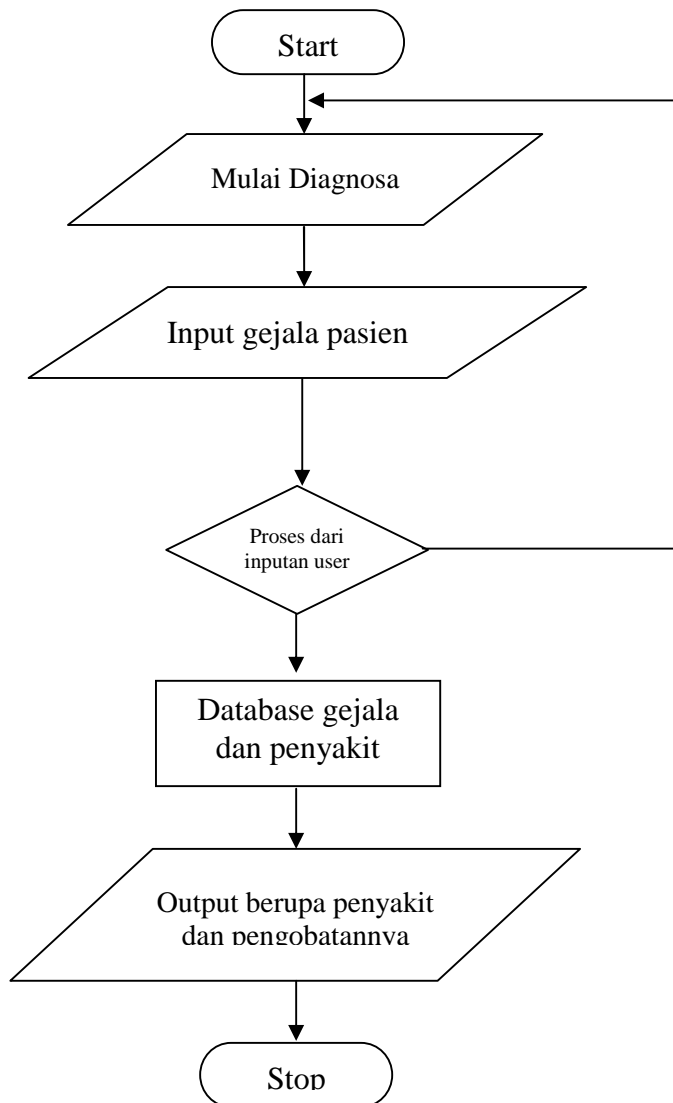 Start
Mulai Diagnosa
Input gejala pasien
Proses dari
inputan user
Database gejala
dan penyakit
Output berupa penyakit
dan pengobatannya
Stop